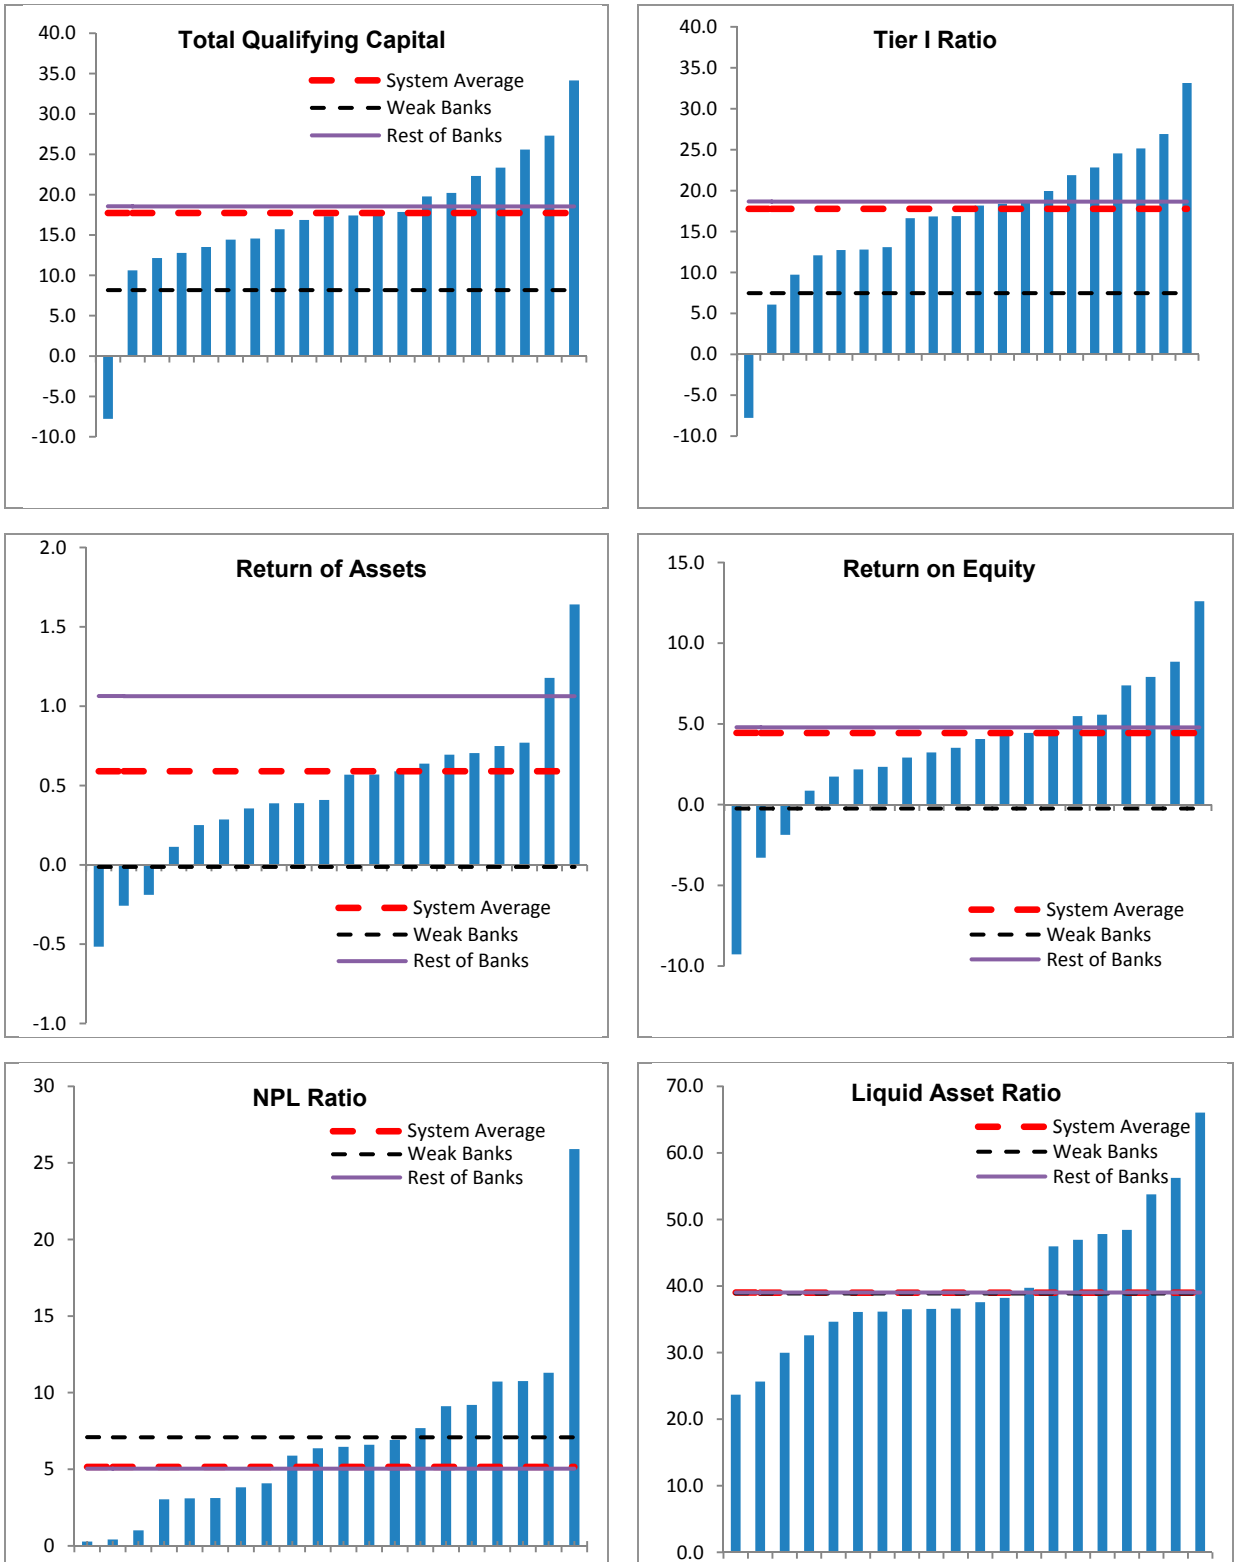 Total Qualifying Capital
System Average
Weak Banks
Rest of Banks
40.0
35.0
30.0
25.0
20.0
15.0
10.0
5.0
0.0
-5.0
-10.0
Tier I Ratio
40.0
35.0
30.0
25.0
20.0
15.0
10.0
5.0
0.0
-5.0
-10.0
Return of Assets
2.0
1.5
1.0
0.5
0.0
-0.5
-1.0
System Average
Weak Banks
Rest of Banks
Return on Equity
15.0
10.0
5.0
0.0
-5.0
-10.0
System Average
Weak Banks
Rest of Banks
NPL Ratio
System Average
Weak Banks
Rest of Banks
30
25
20
15
10
5
0
Liquid Asset Ratio
System Average
Weak Banks
Rest of Banks
70.0
60.0
50.0
40.0
30.0
20.0
10.0
0.0